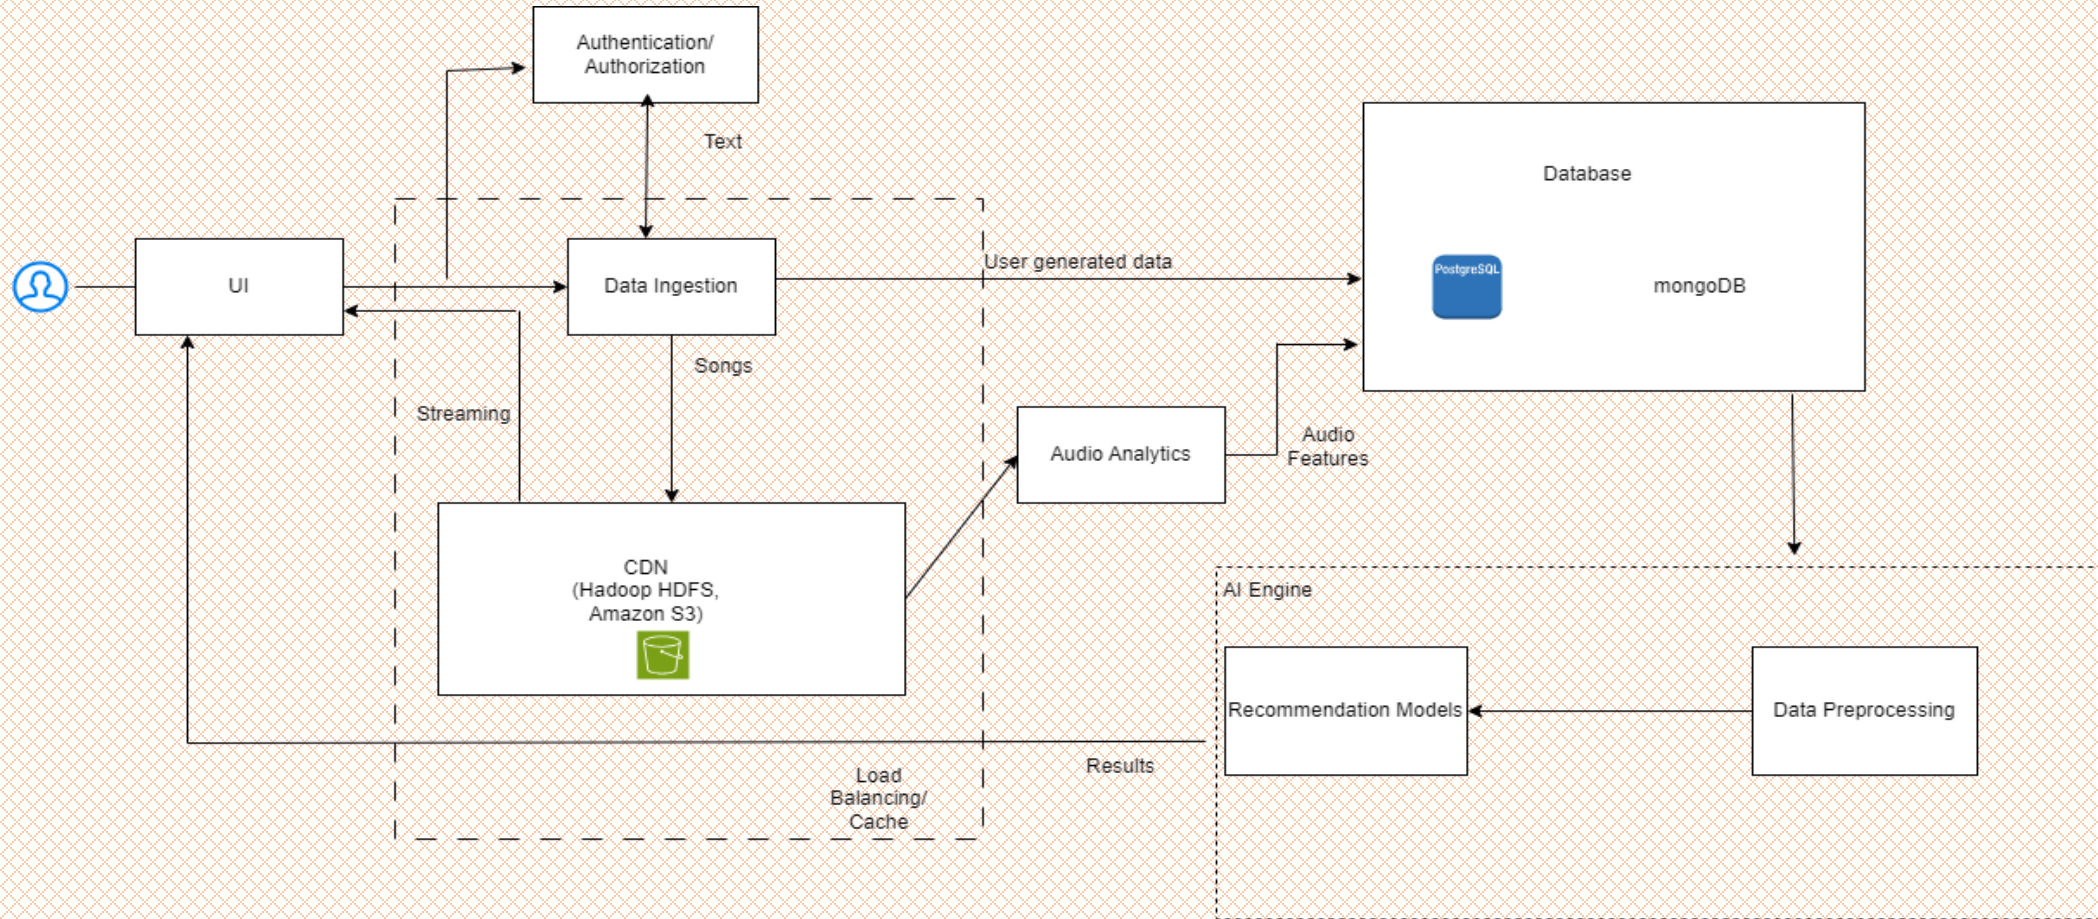 Authentication/
Authorization
Text
Database
UI
Data Ingestion
User generated data
PostgreSQL
mongoDB
Songs
Streaming
Audio Analytics
Audio
Features
CDN
(Hadoop HDFS,
Amazon S3)
AI Engine
Recommendation Models
Data Preprocessing
Results
Load
Balancing/
Cache